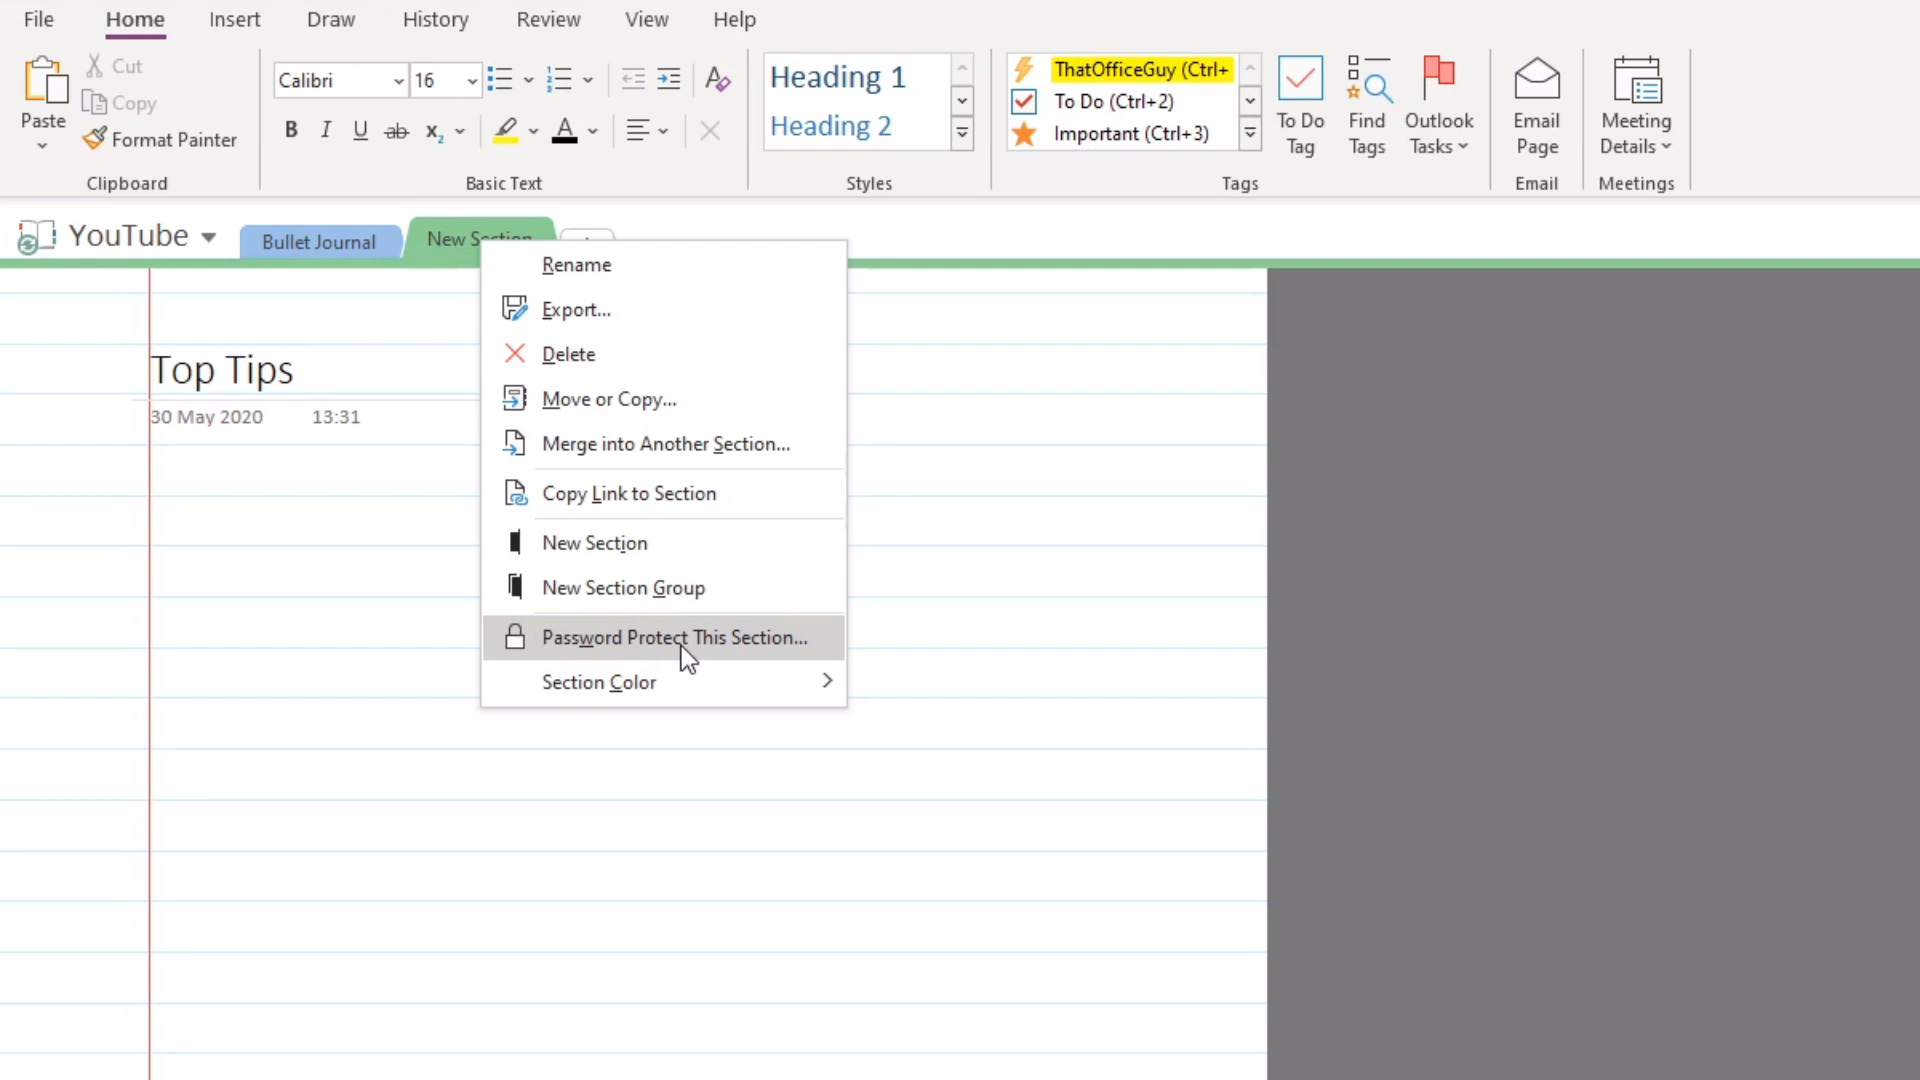 File Home Insert Draw History Review View Help
Cut
Copy
Paste
Format Painter
Clipboard
Calibri 16
B I U ab x2 A
Basic Text
Heading 1
Heading 2
Styles
ThatOfficeGuy (Ctrl+
To Do (Ctrl+2)
Important (Ctrl+3)
To Do
Tag
Find
Tags
Outlook
Tasks
Tags
Email
Page
Email
Meeting
Details
Meetings
YouTube Bullet Journal New Section
Rename
Export...
Delete
Move or Copy...
Merge into Another Section...
Copy Link to Section
New Section
New Section Group
Password Protect This Section...
Section Color
Top Tips
30 May 2020 13:31